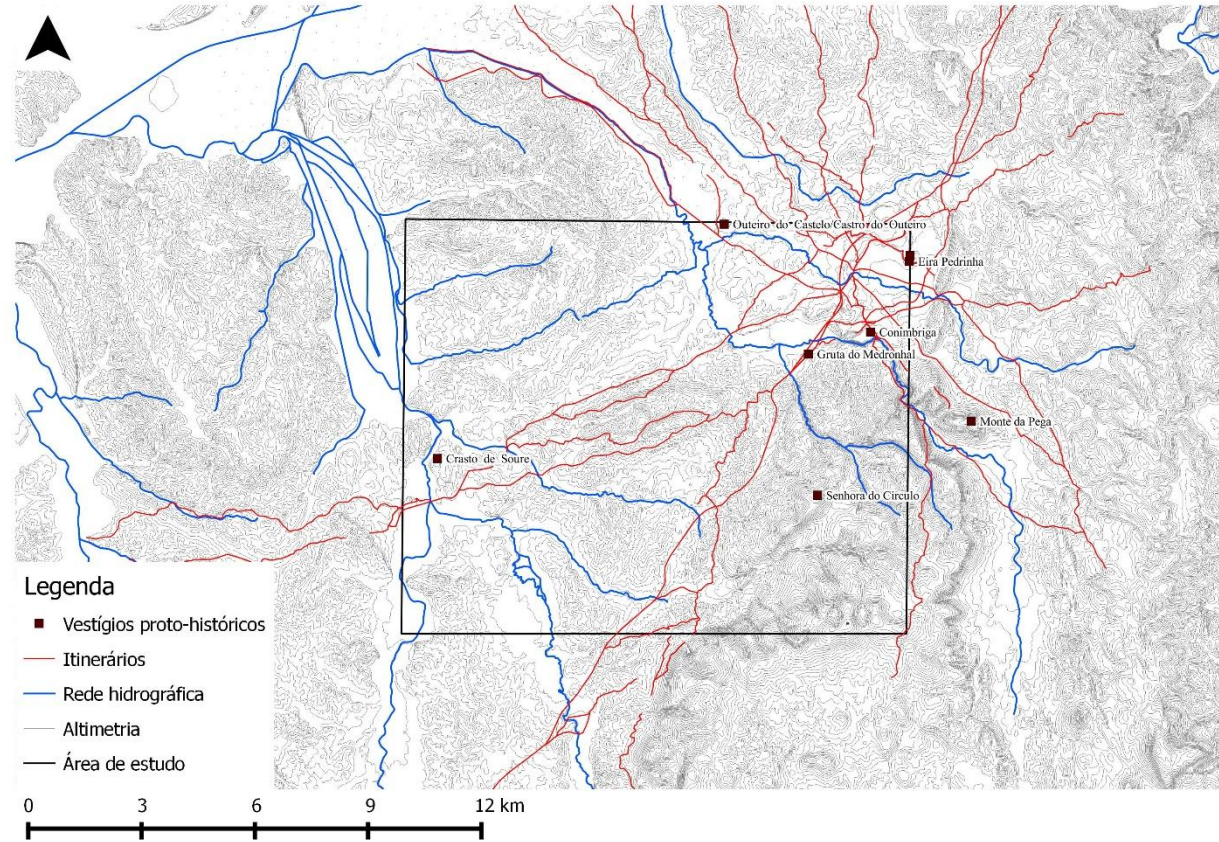 Outeiro do Castelo/Castro do Outeiro
Eira Pedrinha
Conimbriga
Gruta do Medronhal
Monte da Pega
Crasto de Soure
Senhora do Circulo
Legenda
Vestígios proto-históricos
Itinerários
Rede hidrográfica
Altimetria
Área de estudo
0 3 6 9 12 km